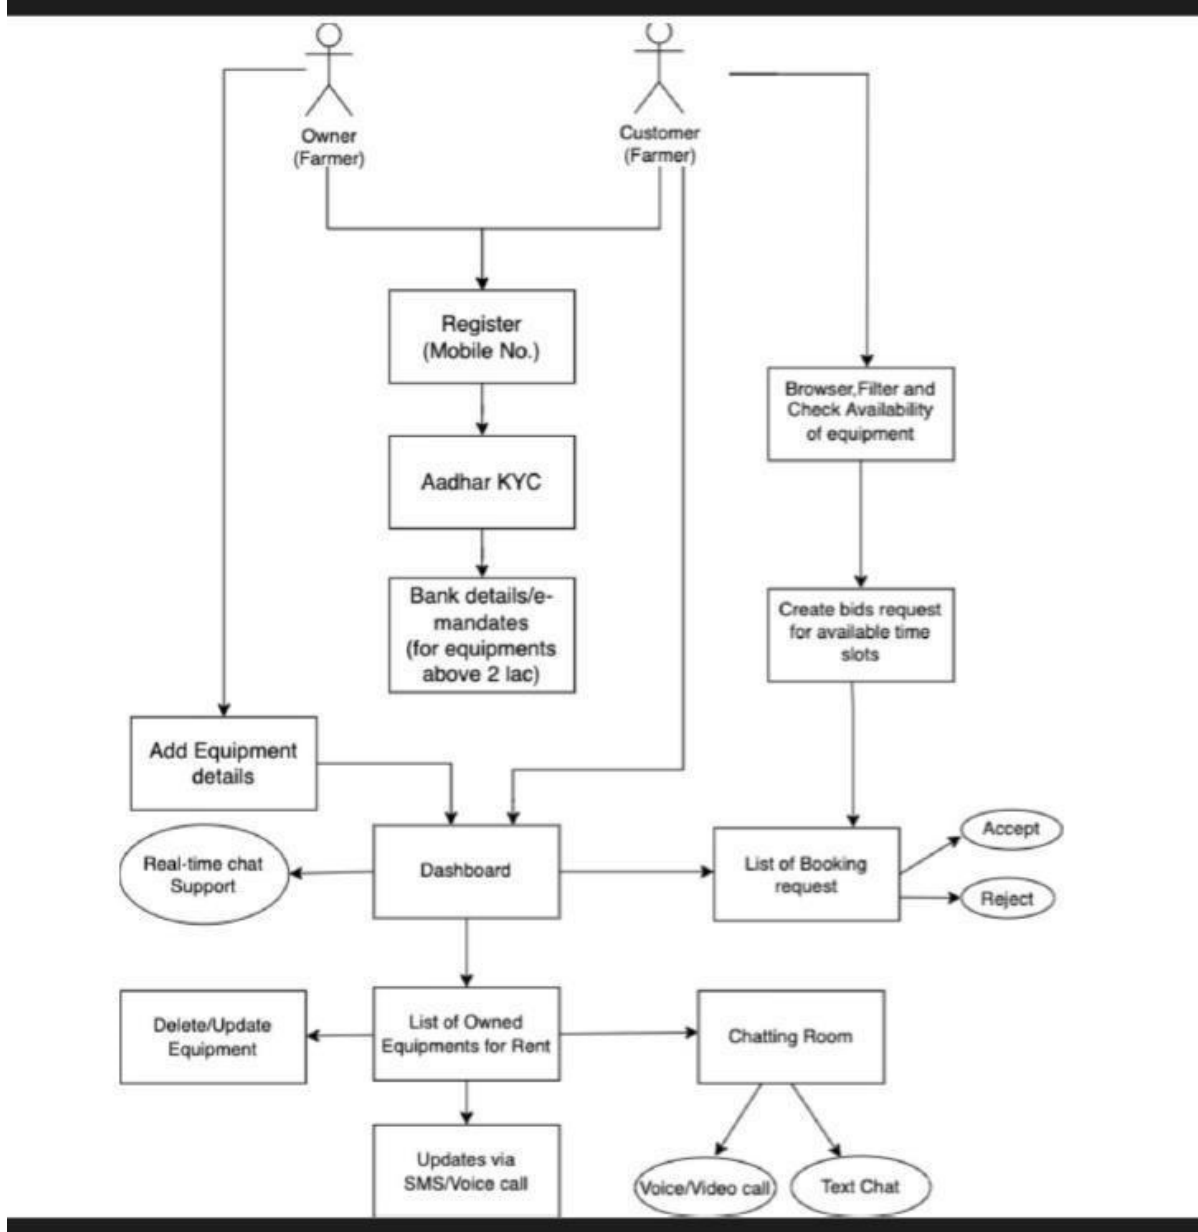 Owner
(Farmer)
Customer
(Farmer)
Register
(Mobile No.)
Browser,Filter and
Check Availability
of equipment
Aadhar KYC
Bank details/e-
mandates
(for equipments
above 2 lac)
Create bids request
for available time
slots
Add Equipment
details
Real-time chat
Support
Dashboard
List of Booking
request
Accept
Reject
Delete/Update
Equipment
List of Owned
Equipments for Rent
Chatting Room
Updates via
SMS/Voice call
Voice/Video call
Text Chat